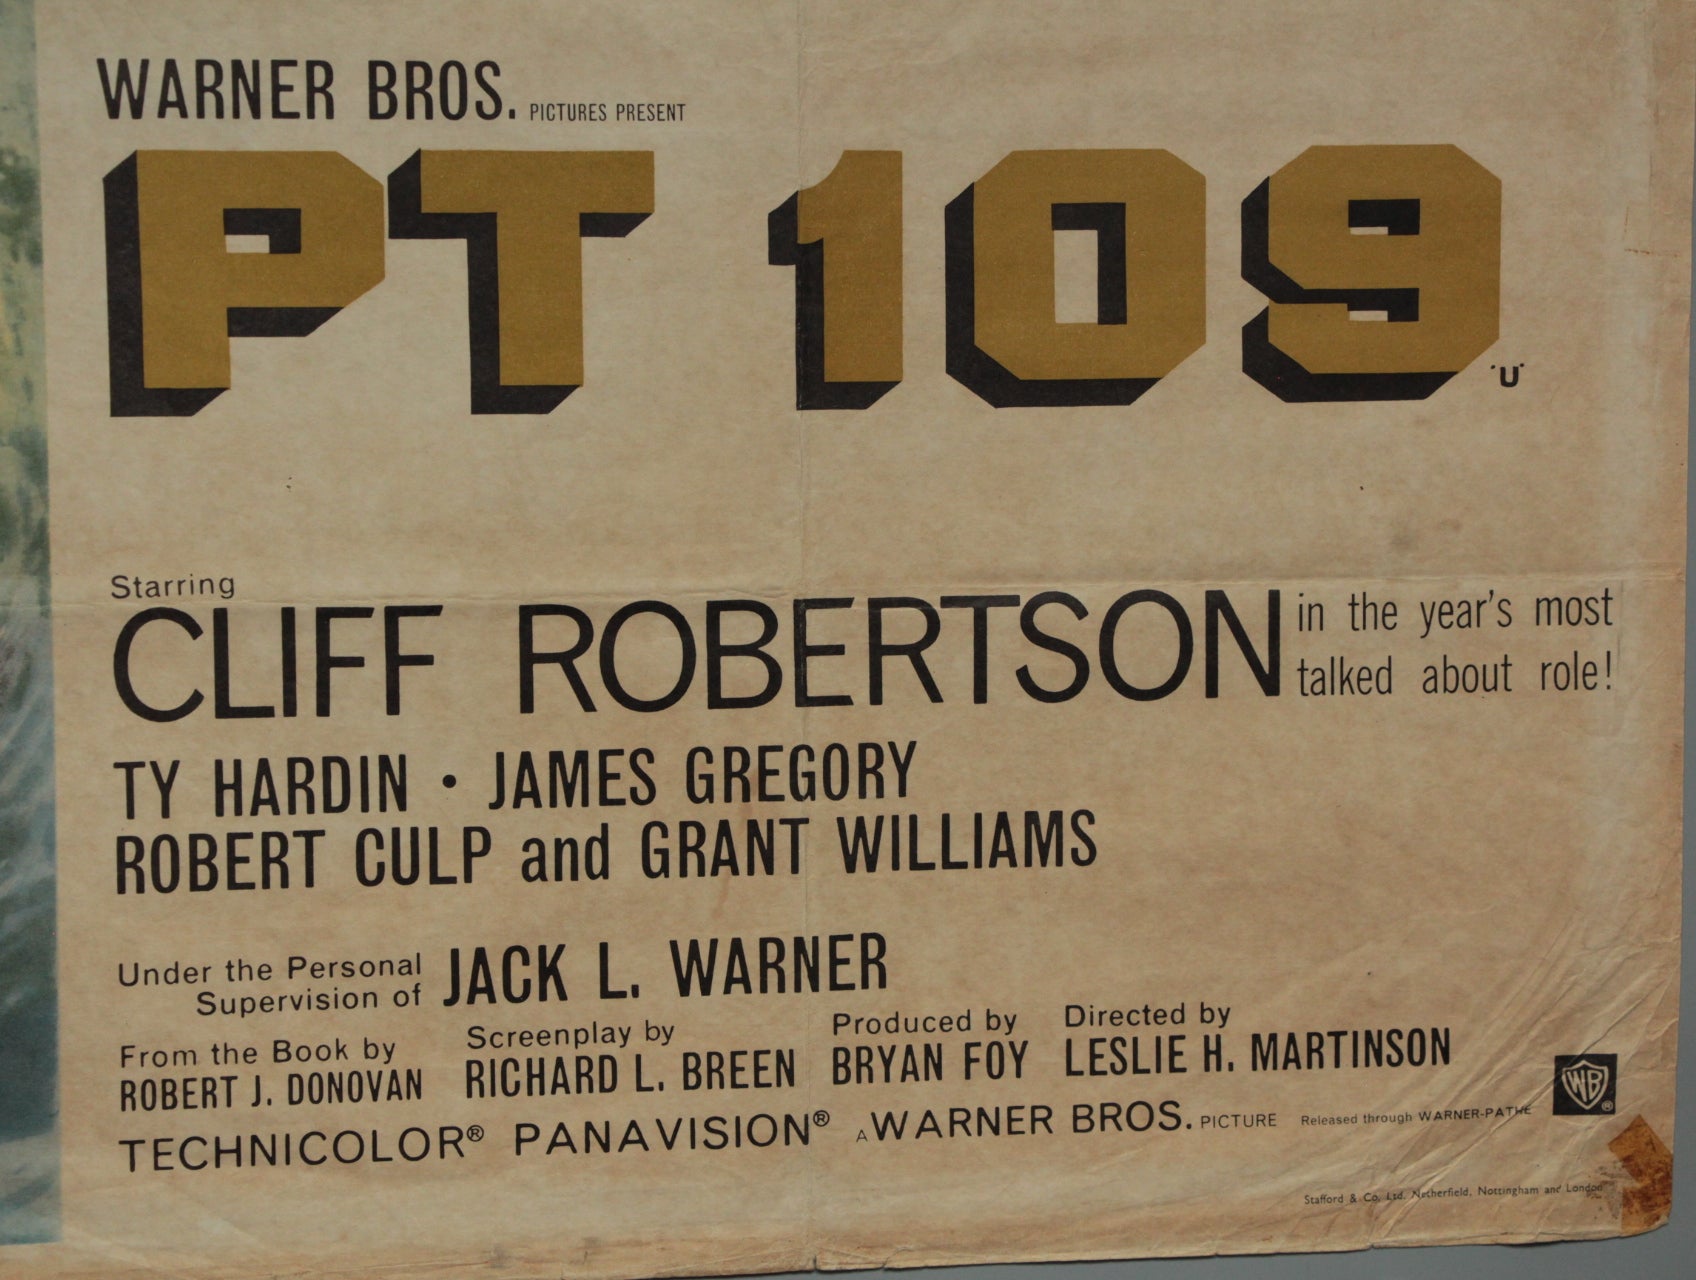 WARNER BROS. PICTURES PRESENT
PT 109 'U'
Starring
CLIFF ROBERTSON in the year's most
talked about role!
TY HARDIN • JAMES GREGORY
ROBERT CULP and GRANT WILLIAMS
Under the Personal
Supervision of JACK L. WARNER
From the Book by
ROBERT J. DONOVAN
Screenplay by
RICHARD L. BREEN
Produced by
BRYAN FOY
Directed by
LESLIE H. MARTINSON
TECHNICOLOR® PANAVISION® A WARNER BROS. PICTURE Released through WARNER-PATHE
WB®
Stafford & Co. Ltd. Netherfield, Nottingham and London